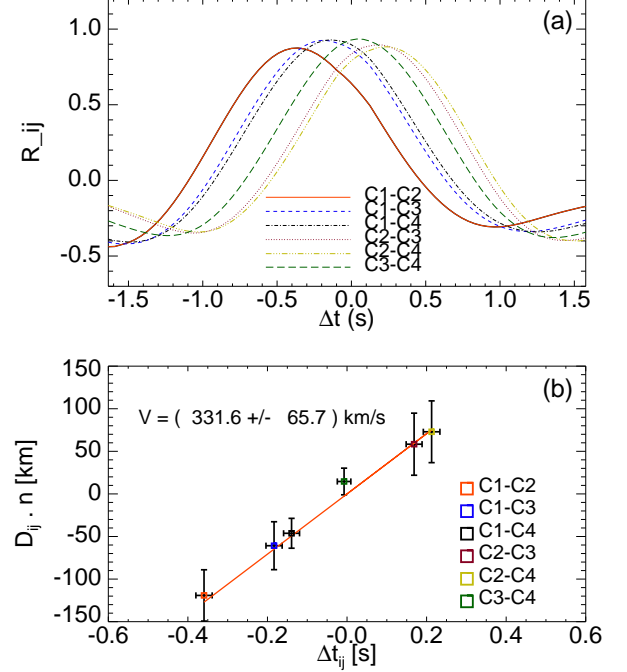 (a)
R_ij
1.0
0.5
0.0
-0.5
C1-C2
C1-C3
C1-C4
C2-C3
C2-C4
C3-C4
-1.5 -1.0 -0.5 0.0 0.5 1.0 1.5
Δt (s)
(b)
D_ij . n [km]
150
100
50
0
-50
-100
-150
V = ( 331.6 +/- 65.7 ) km/s
C1-C2
C1-C3
C1-C4
C2-C3
C2-C4
C3-C4
-0.6 -0.4 -0.2 -0.0 0.2 0.4 0.6
Δt_ij [s]